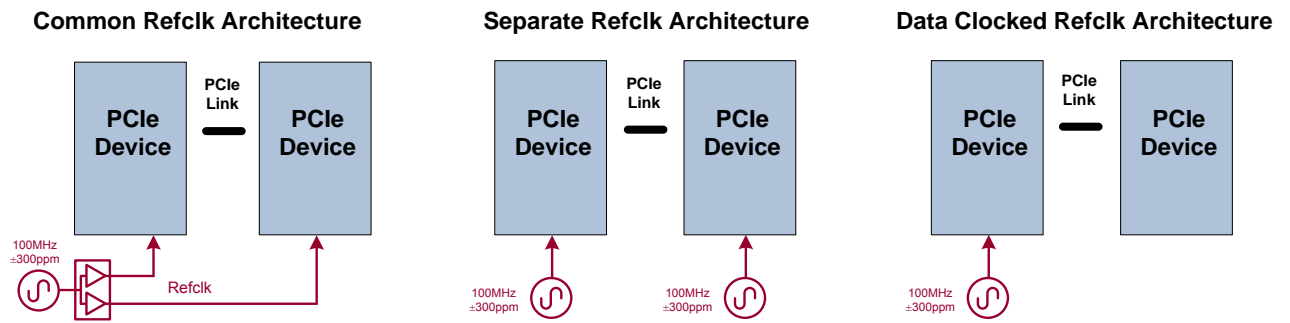 Common Refclk Architecture
PCIe
Device
PCIe
Link
PCIe
Device
100MHz
±300ppm
Refclk
Separate Refclk Architecture
PCIe
Device
PCIe
Link
PCIe
Device
100MHz
±300ppm
100MHz
±300ppm
Data Clocked Refclk Architecture
PCIe
Device
PCIe
Link
PCIe
Device
100MHz
±300ppm